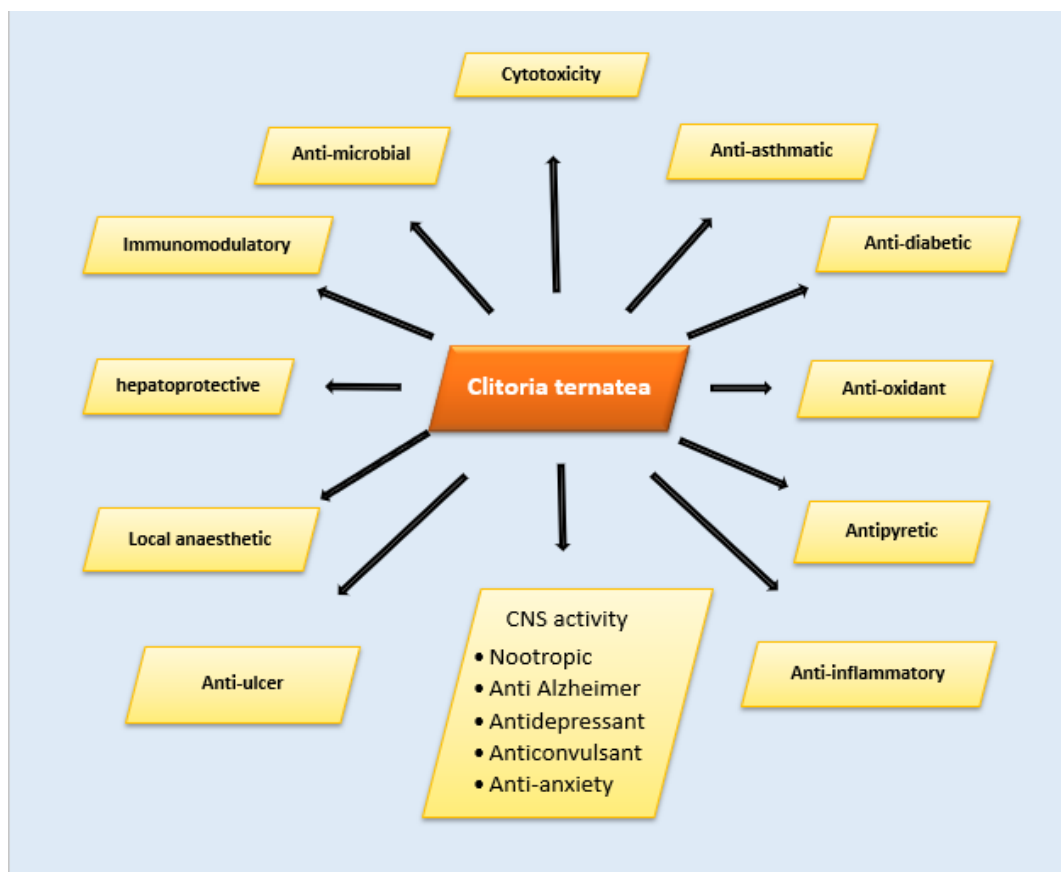 Cytotoxicity
Anti-microbial
Anti-asthmatic
Immunomodulatory
Anti-diabetic
hepatoprotective
Clitoria ternatea
Anti-oxidant
Local anaesthetic
Antipyretic
Anti-ulcer
CNS activity
• Nootropic
• Anti Alzheimer
• Antidepressant
• Anticonvulsant
• Anti-anxiety
Anti-inflammatory